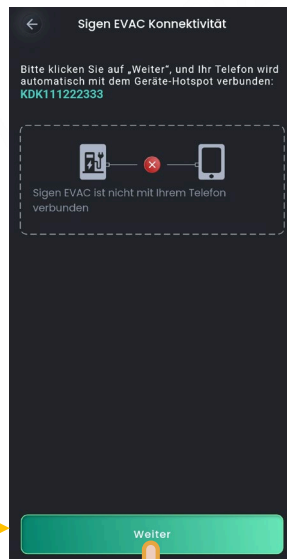 Sigen EVAC Konnektivität
Bitte klicken Sie auf „Weiter", und Ihr Telefon wird
automatisch mit dem Geräte-Hotspot verbunden:
KDK111222333
Sigen EVAC ist nicht mit Ihrem Telefon
verbunden
Weiter